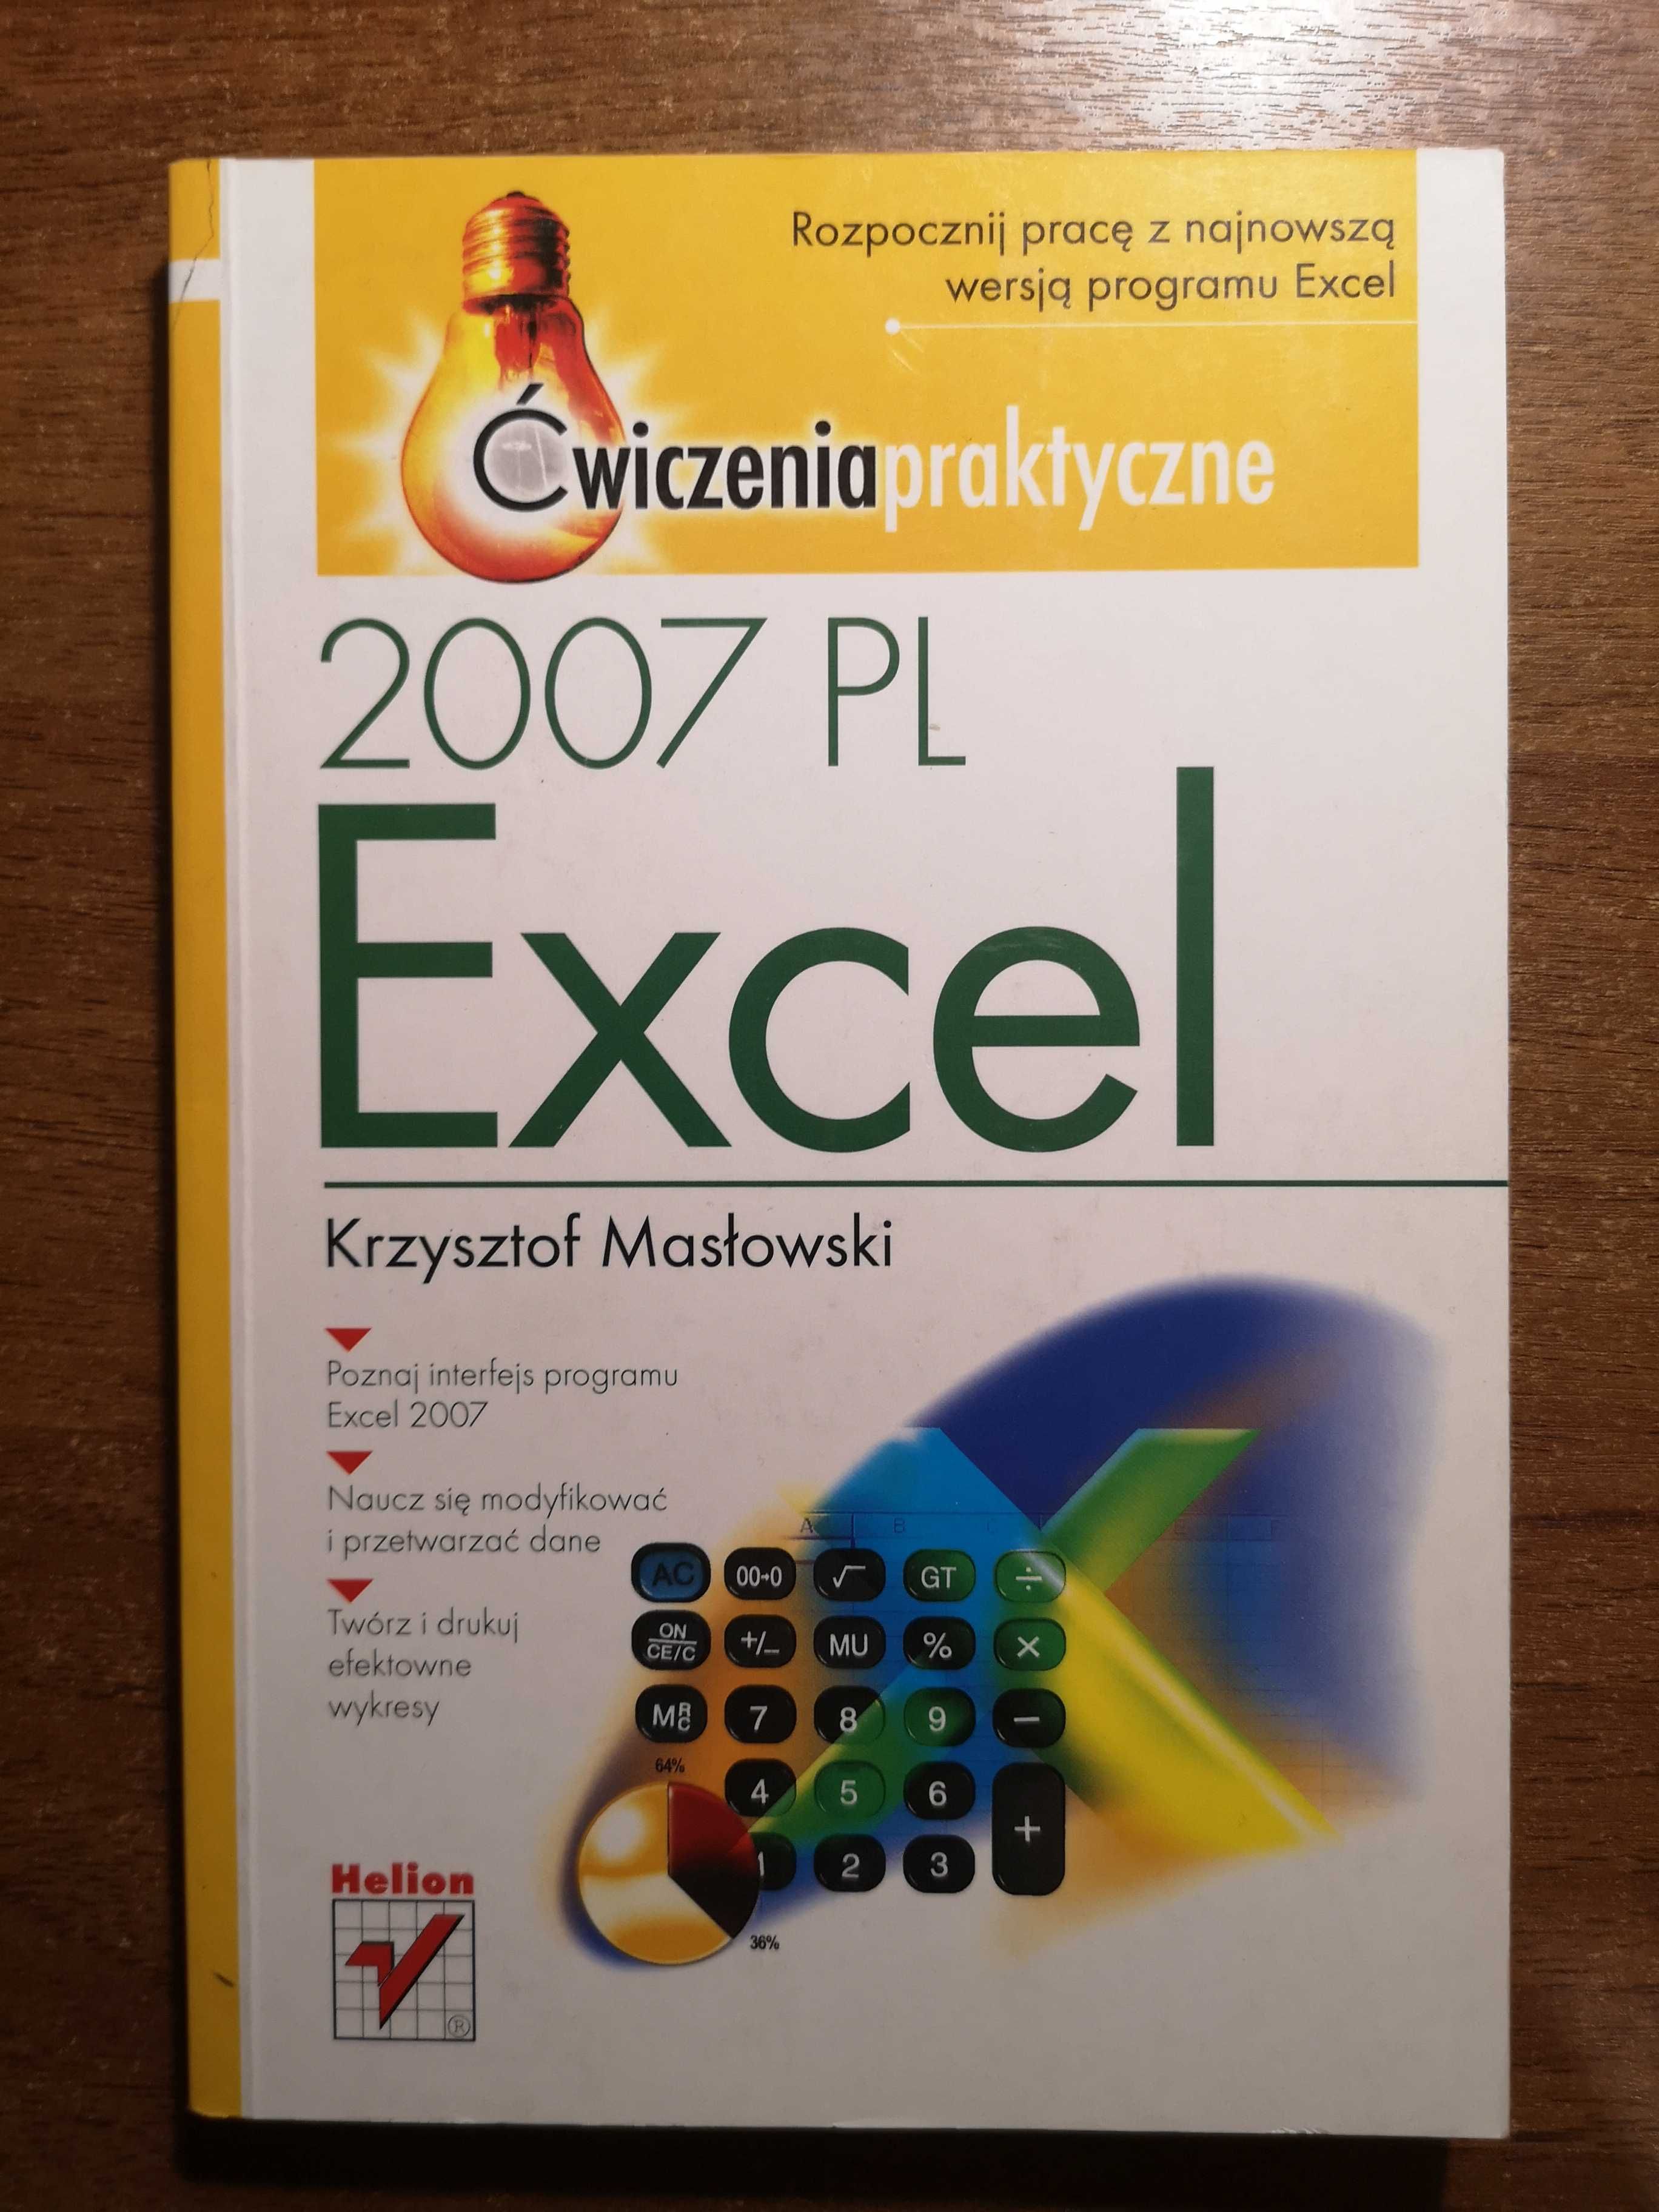 Rozpocznij pracę z najnowszą
wersją programu Excel
Ćwiczeniapraktyczne
2007 PL
Excel
Krzysztof Masłowski
Poznaj interfejs programu
Excel 2007
Naucz się modyfikować
i przetwarzać dane
Twórz i drukuj
efektowne
wykresy
A B C E F
AC 00→0 √ GT ÷
ON
CE/C +/− MU % ×
MRC 7 8 9 −
64%
4 5 6 +
1 2 3
36%
Helion
®